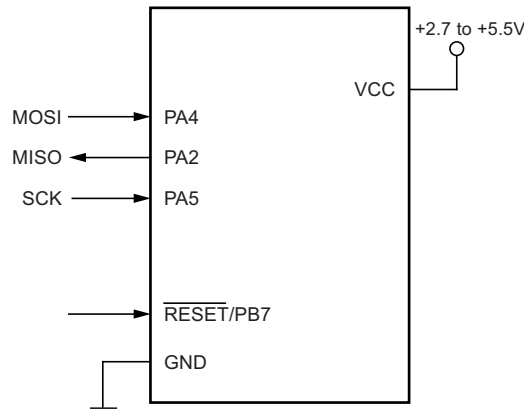 +2.7 to +5.5V
VCC
MOSI PA4
MISO PA2
SCK PA5
RESET/PB7
GND